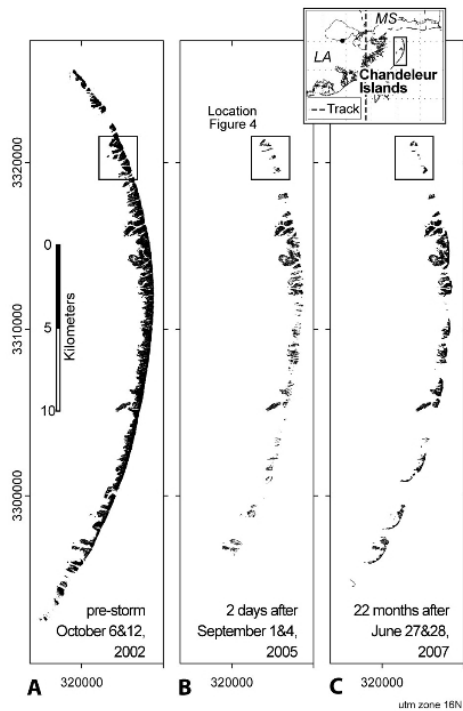 MS
LA
Chandeleur
Islands
Track
Location
Figure 4
3320000
0
5
10
Kilometers
3310000
3300000
pre-storm
October 6&12,
2002
2 days after
September 1&4,
2005
22 months after
June 27&28,
2007
A
320000
B
320000
C
320000
utm zone 16N